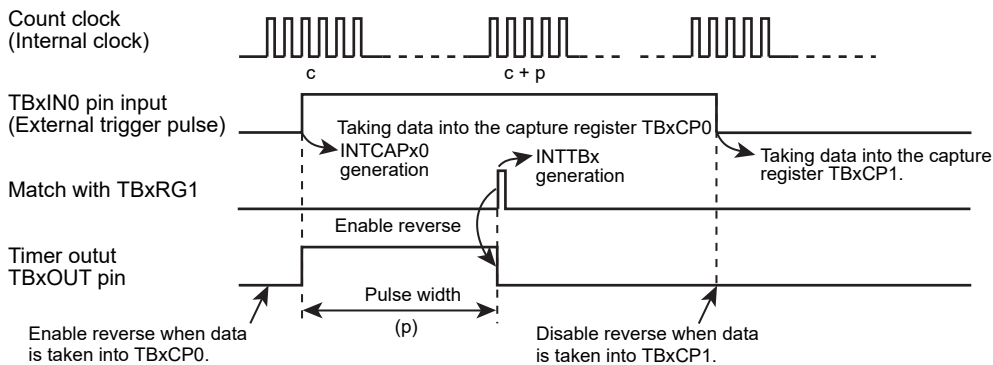 Count clock
(Internal clock)
c
c + p
TBxIN0 pin input
(External trigger pulse)
Taking data into the capture register TBxCP0
INTCAPx0
generation
INTTBx
generation
Taking data into the capture
register TBxCP1.
Match with TBxRG1
Enable reverse
Timer outut
TBxOUT pin
Pulse width
(p)
Enable reverse when data
is taken into TBxCP0.
Disable reverse when data
is taken into TBxCP1.